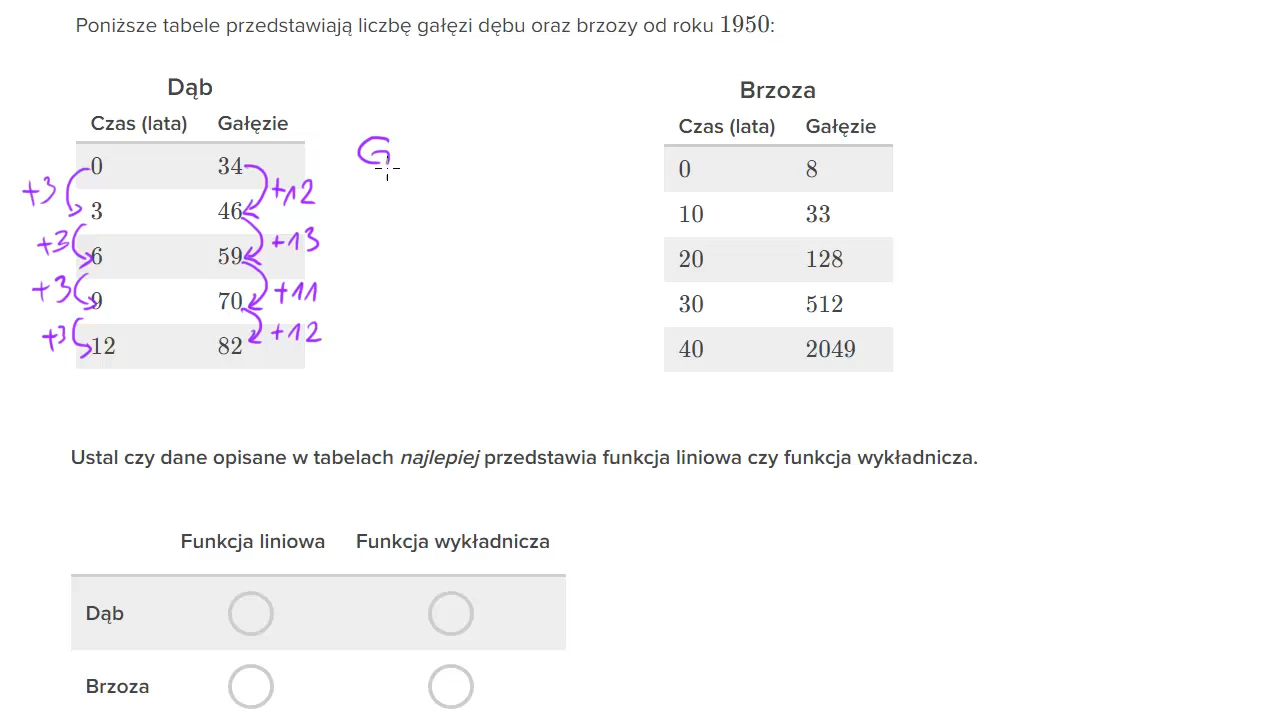 Poniższe tabele przedstawiają liczbę gałęzi dębu oraz brzozy od roku 1950:
Dąb
Czas (lata) Gałęzie
0 34
3 46
6 59
9 70
12 82
+3
+3
+3
+3
+12
+13
+11
+12
G
Brzoza
Czas (lata) Gałęzie
0 8
10 33
20 128
30 512
40 2049
Ustal czy dane opisane w tabelach najlepiej przedstawia funkcja liniowa czy funkcja wykładnicza.
Funkcja liniowa Funkcja wykładnicza
Dąb
Brzoza